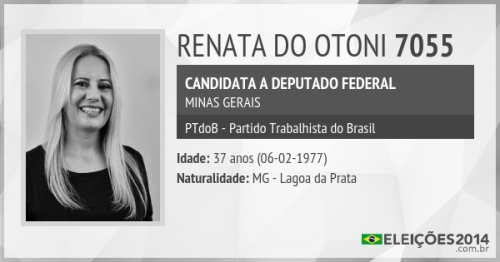 RENATA DO OTONI 7055
CANDIDATA A DEPUTADO FEDERAL
MINAS GERAIS
PTdoB - Partido Trabalhista do Brasil
Idade: 37 anos (06-02-1977)
Naturalidade: MG - Lagoa da Prata
ELEIÇÕES2014
.com.br